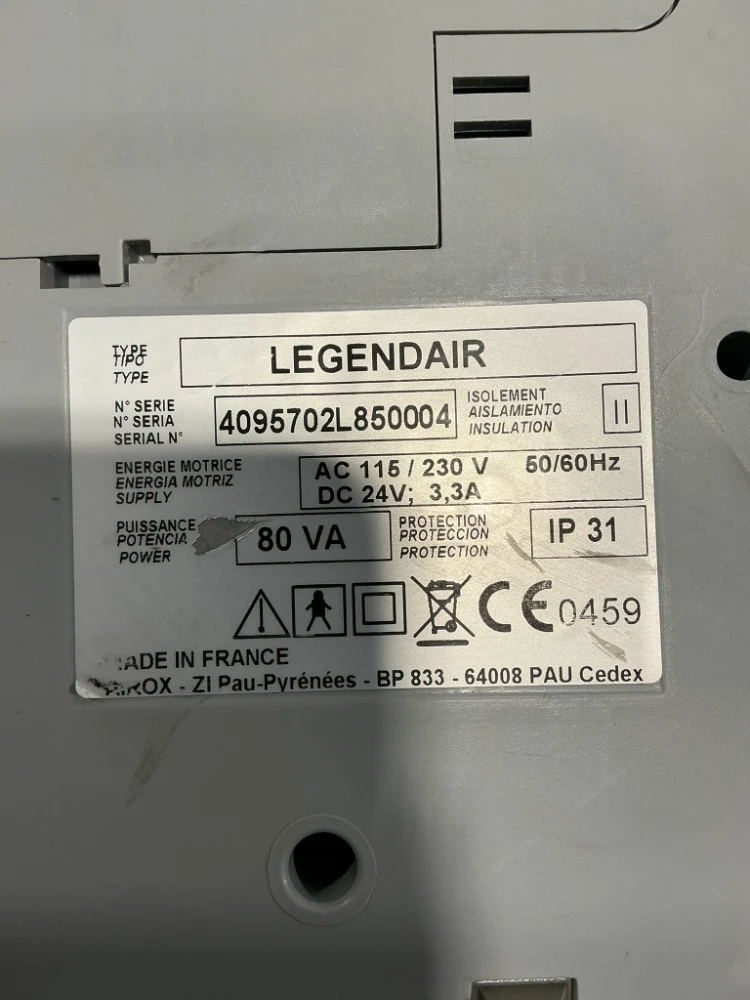 TYPE
TIPO
TYPE
LEGENDAIR
N° SERIE
N° SERIA
SERIAL N°
4095702L850004
ISOLEMENT
AISLAMIENTO
INSULATION
II
ENERGIE MOTRICE
ENERGIA MOTRIZ
SUPPLY
AC 115 / 230 V 50/60Hz
DC 24V; 3,3A
PUISSANCE
POTENCIA
POWER
80 VA
PROTECTION
PROTECCION
PROTECTION
IP 31
CE 0459
MADE IN FRANCE
- ZI Pau-Pyrénées - BP 833 - 64008 PAU Cedex